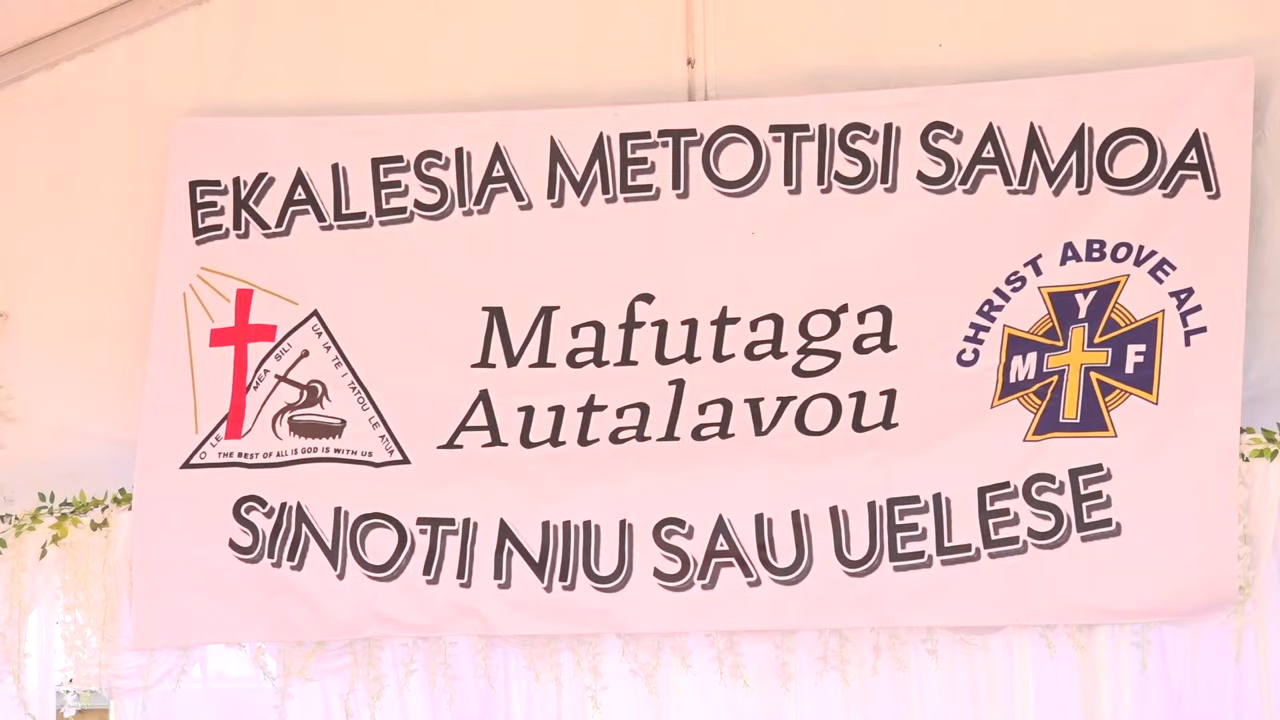 EKALESIA METOTISI SAMOA
O LE MEA SILI UA IA TE I TATOU LE ATUA
THE BEST OF ALL IS GOD IS WITH US
Mafutaga
Autalavou
CHRIST ABOVE ALL
Y
M F
SINOTI NIU SAU UELESE